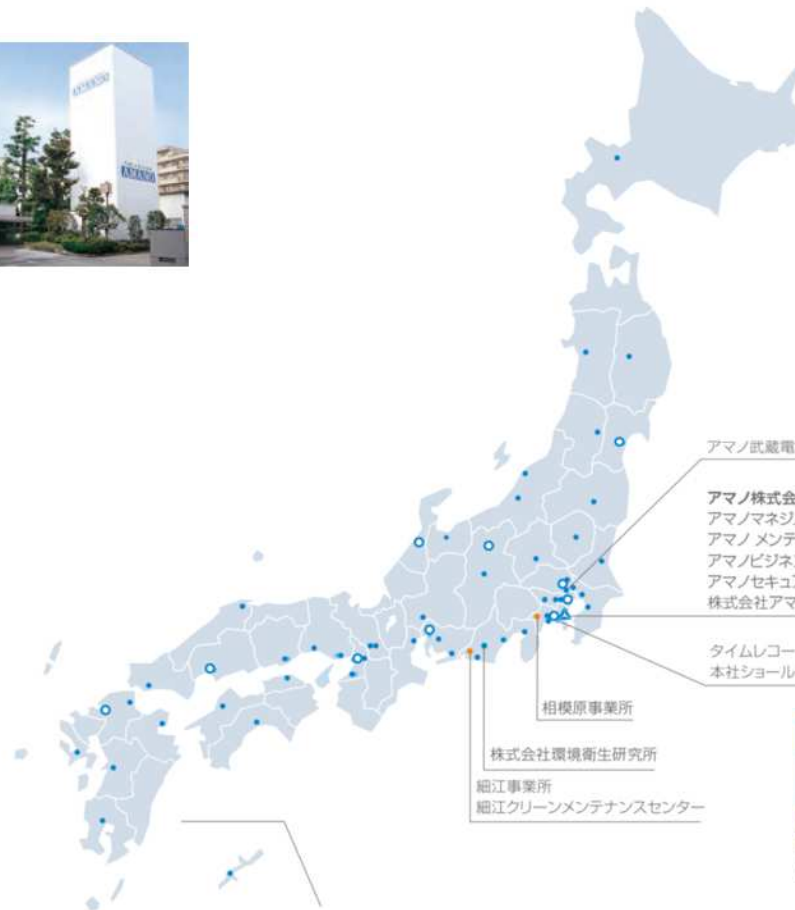 AMANO
AMANO
アマノ武蔵電
アマノ株式会
アマノマネジ
アマノ メンテ
アマノビジネ
アマノセキュ
株式会社アマ
タイムレコー
本社ショール
相模原事業所
株式会社環境衛生研究所
細江事業所
細江クリーンメンテナンスセンター